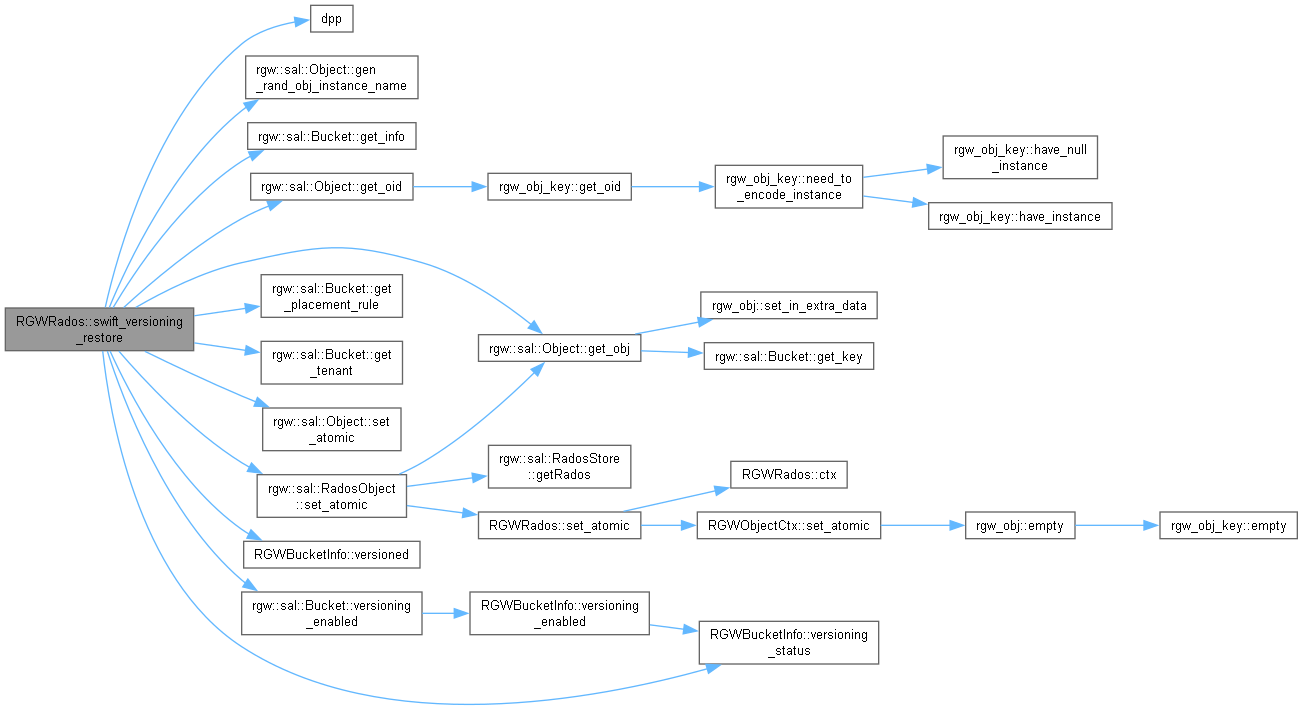 dpp
rgw::sal::Object::gen
_rand_obj_instance_name
rgw::sal::Bucket::get_info
rgw::sal::Object::get_oid
rgw_obj_key::get_oid
rgw_obj_key::need_to
_encode_instance
rgw_obj_key::have_null
_instance
rgw_obj_key::have_instance
RGWRados::swift_versioning
_restore
rgw::sal::Bucket::get
_placement_rule
rgw::sal::Bucket::get
_tenant
rgw::sal::Object::get_obj
rgw_obj::set_in_extra_data
rgw::sal::Bucket::get_key
rgw::sal::Object::set
_atomic
rgw::sal::RadosObject
::set_atomic
rgw::sal::RadosStore
::getRados
RGWRados::set_atomic
RGWRados::ctx
RGWObjectCtx::set_atomic
rgw_obj::empty
rgw_obj_key::empty
RGWBucketInfo::versioned
rgw::sal::Bucket::versioning
_enabled
RGWBucketInfo::versioning
_enabled
RGWBucketInfo::versioning
_status